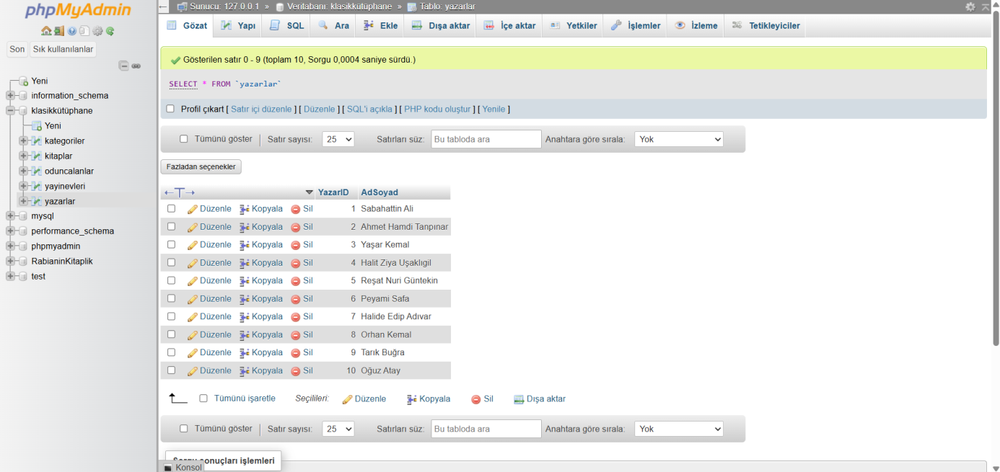 phpMyAdmin
Son Sık kullanılanlar
Yeni
information_schema
klasikkütüphane
Yeni
kategoriler
kitaplar
oduncalanlar
yayinevleri
yazarlar
mysql
performance_schema
phpmyadmin
RabianinKitaplik
test
Sunucu: 127.0.0.1 » Veritabanı: klasikkütüphane » Tablo: yazarlar
Gözat Yapı SQL Ara Ekle Dışa aktar İçe aktar Yetkiler İşlemler İzleme Tetikleyiciler
Gösterilen satır 0 - 9 (toplam 10, Sorgu 0,0004 saniye sürdü.)
SELECT * FROM `yazarlar`
Profil çıkart [ Satır içi düzenle ] [ Düzenle ] [ SQL'i açıkla ] [ PHP kodu oluştur ] [ Yenile ]
Tümünü göster | Satır sayısı: 25 Satırları süz: Bu tabloda ara Anahtara göre sırala: Yok
Fazladan seçenekler
←T→ YazarID AdSoyad
Düzenle Kopyala Sil 1 Sabahattin Ali
Düzenle Kopyala Sil 2 Ahmet Hamdi Tanpınar
Düzenle Kopyala Sil 3 Yaşar Kemal
Düzenle Kopyala Sil 4 Halit Ziya Uşaklıgil
Düzenle Kopyala Sil 5 Reşat Nuri Güntekin
Düzenle Kopyala Sil 6 Peyami Safa
Düzenle Kopyala Sil 7 Halide Edip Adıvar
Düzenle Kopyala Sil 8 Orhan Kemal
Düzenle Kopyala Sil 9 Tarık Buğra
Düzenle Kopyala Sil 10 Oğuz Atay
Tümünü işaretle Seçilileri: Düzenle Kopyala Sil Dışa aktar
Tümünü göster | Satır sayısı: 25 Satırları süz: Bu tabloda ara Anahtara göre sırala: Yok
Sorgu sonuçları işlemleri
Konsol